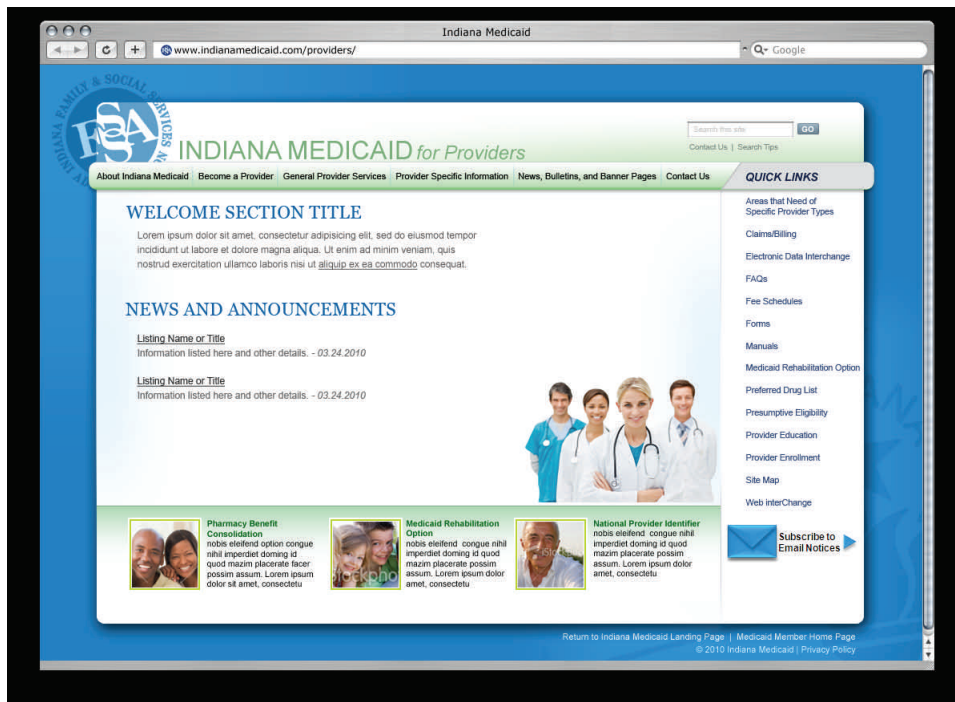 Indiana Medicaid
www.indianamedicaid.com/providers/
Google
INDIANA FAMILY & SOCIAL SERVICES
FSSA
Search this site
GO
Contact Us | Search Tips
INDIANA MEDICAID for Providers
About Indiana Medicaid Become a Provider General Provider Services Provider Specific Information News, Bulletins, and Banner Pages Contact Us
QUICK LINKS
WELCOME SECTION TITLE
Lorem ipsum dolor sit amet, consectetur adipisicing elit, sed do eiusmod tempor
incididunt ut labore et dolore magna aliqua. Ut enim ad minim veniam, quis
nostrud exercitation ullamco laboris nisi ut aliquip ex ea commodo consequat.
NEWS AND ANNOUNCEMENTS
Listing Name or Title
Information listed here and other details. - 03.24.2010
Listing Name or Title
Information listed here and other details. - 03.24.2010
Areas that Need of
Specific Provider Types
Claims/Billing
Electronic Data Interchange
FAQs
Fee Schedules
Forms
Manuals
Medicaid Rehabilitation Option
Preferred Drug List
Presumptive Eligibility
Provider Education
Provider Enrollment
Site Map
Web interChange
Subscribe to
Email Notices
Pharmacy Benefit
Consolidation
nobis eleifend option congue
nihil imperdiet doming id
quod mazim placerate facer
possim assum. Lorem ipsum
dolor sit amet, consectetu
Medicaid Rehabilitation
Option
nobis eleifend congue nihil
imperdiet doming id quod
mazim placerate possim
assum. Lorem ipsum dolor
amet, consectetu
National Provider Identifier
nobis eleifend congue nihil
imperdiet doming id quod
mazim placerate possim
assum. Lorem ipsum dolor
amet, consectetu
Return to Indiana Medicaid Landing Page | Medicaid Member Home Page
© 2010 Indiana Medicaid | Privacy Policy